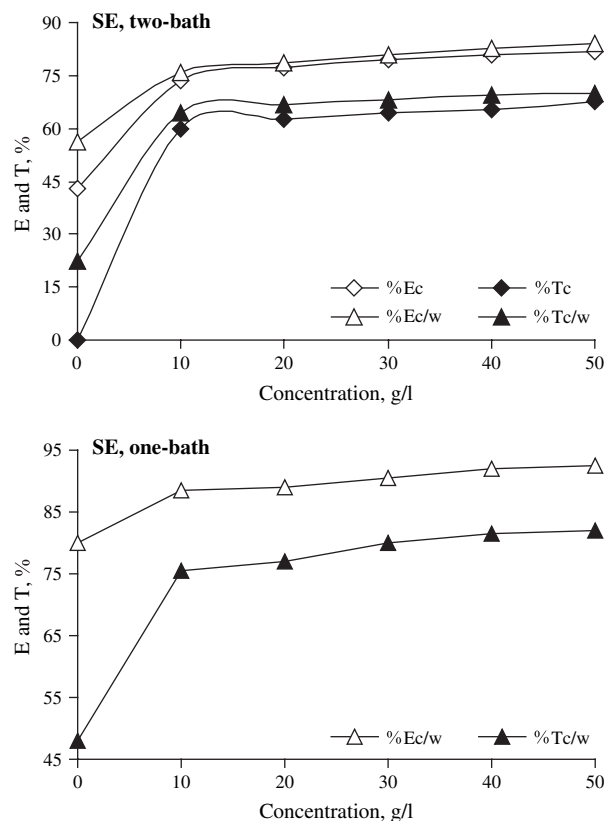 SE, two-bath
90
75
60
45
30
15
0
E and T, %
%Ec
%Tc
%Ec/w
%Tc/w
0 10 20 30 40 50
Concentration, g/l
SE, one-bath
95
85
75
65
55
45
E and T, %
%Ec/w %Tc/w
0 10 20 30 40 50
Concentration, g/l